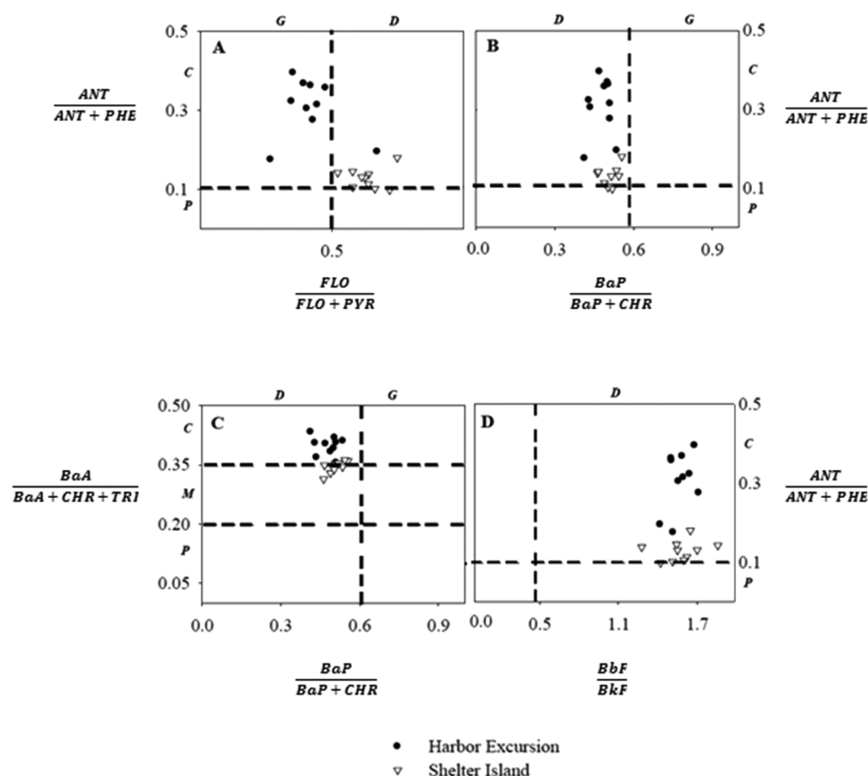 G D
D G
0.5
A
C
ANT
ANT + PHE
0.3
0.1
P
0.5
FLO
FLO + PYR
B
0.5
C
ANT
ANT + PHE
0.3
0.1
P
0.0 0.3 0.6 0.9
BaP
BaP + CHR
D G
0.50
C
C
0.35
BaA
BaA + CHR + TRI
M
0.20
P
0.05
0.0 0.3 0.6 0.9
BaP
BaP + CHR
D
D
0.5
C
0.3
ANT
ANT + PHE
0.1
P
0.0 0.5 1.1 1.7
BbF
BkF
Harbor Excursion
Shelter Island